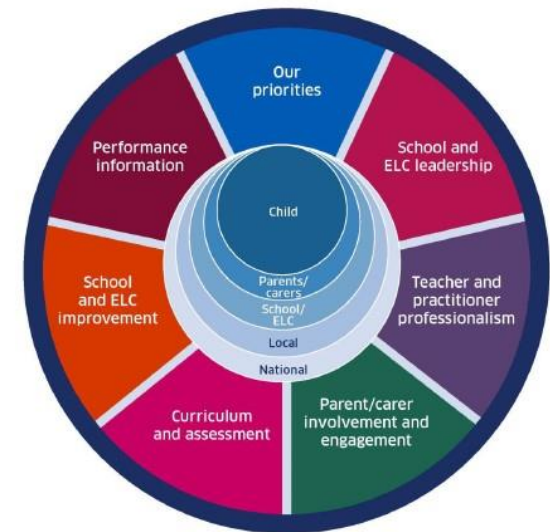 Our
priorities
School and
ELC leadership
Teacher and
practitioner
professionalism
Parent/carer
involvement and
engagement
Curriculum
and assessment
School
and ELC
improvement
Performance
information
Child
Parents/
carers
School/
ELC
Local
National